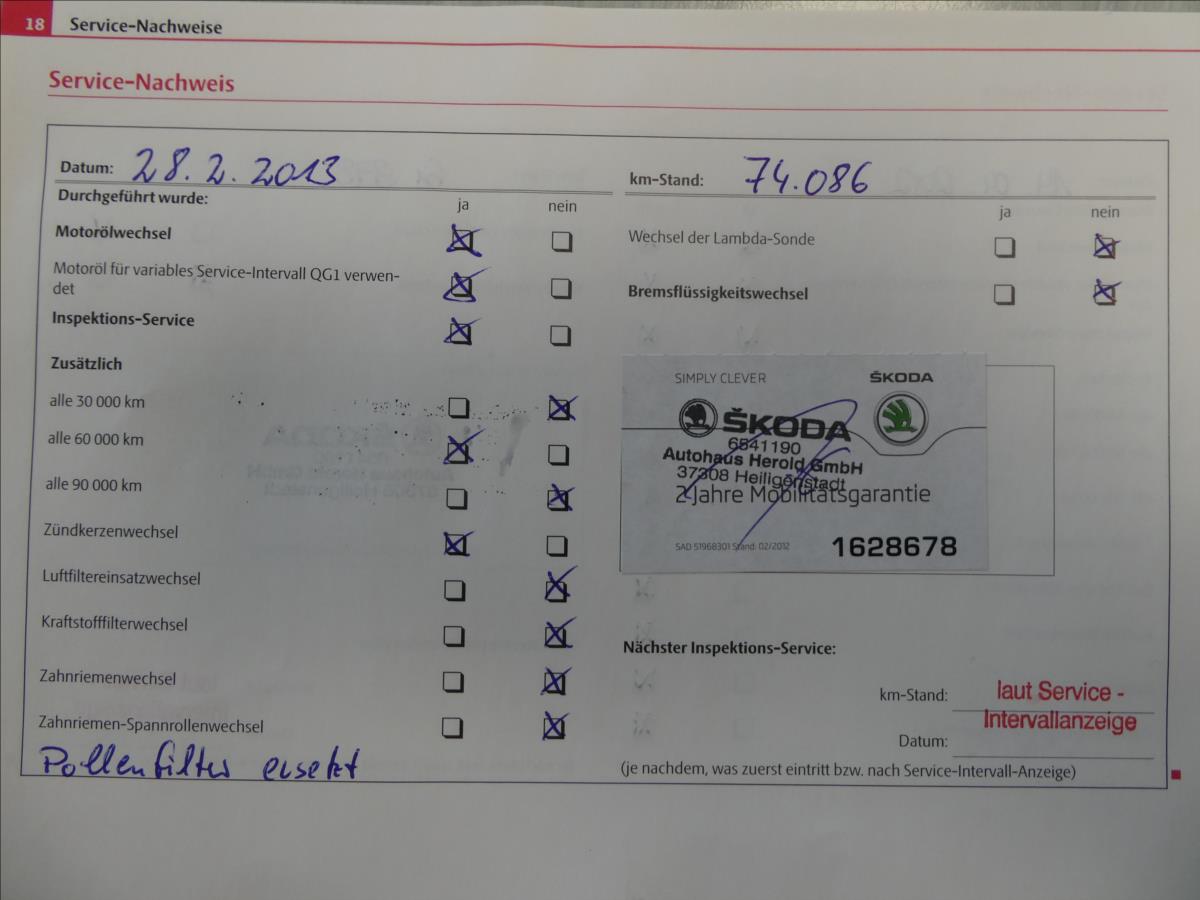 18 Service-Nachweise
Service-Nachweis
Datum: 28.2.2013
Durchgeführt wurde:
ja nein
Motorölwechsel
Motoröl für variables Service-Intervall QG1 verwen-
det
Inspektions-Service
Zusätzlich
alle 30 000 km
alle 60 000 km
alle 90 000 km
Zündkerzenwechsel
Luftfiltereinsatzwechsel
Kraftstofffilterwechsel
Zahnriemenwechsel
Zahnriemen-Spannrollenwechsel
Pollenfilter ersetzt
km-Stand: 74.086
ja nein
Wechsel der Lambda-Sonde
Bremsflüssigkeitswechsel
SIMPLY CLEVER
ŠKODA
ŠKODA
6541190
Autohaus Herold GmbH
37308 Heiligenstadt
2 Jahre Mobilitätsgarantie
SAD 51968301 Stand: 02/2012
1628678
Nächster Inspektions-Service:
km-Stand: laut Service -
Intervallanzeige
Datum:
(je nachdem, was zuerst eintritt bzw. nach Service-Intervall-Anzeige)